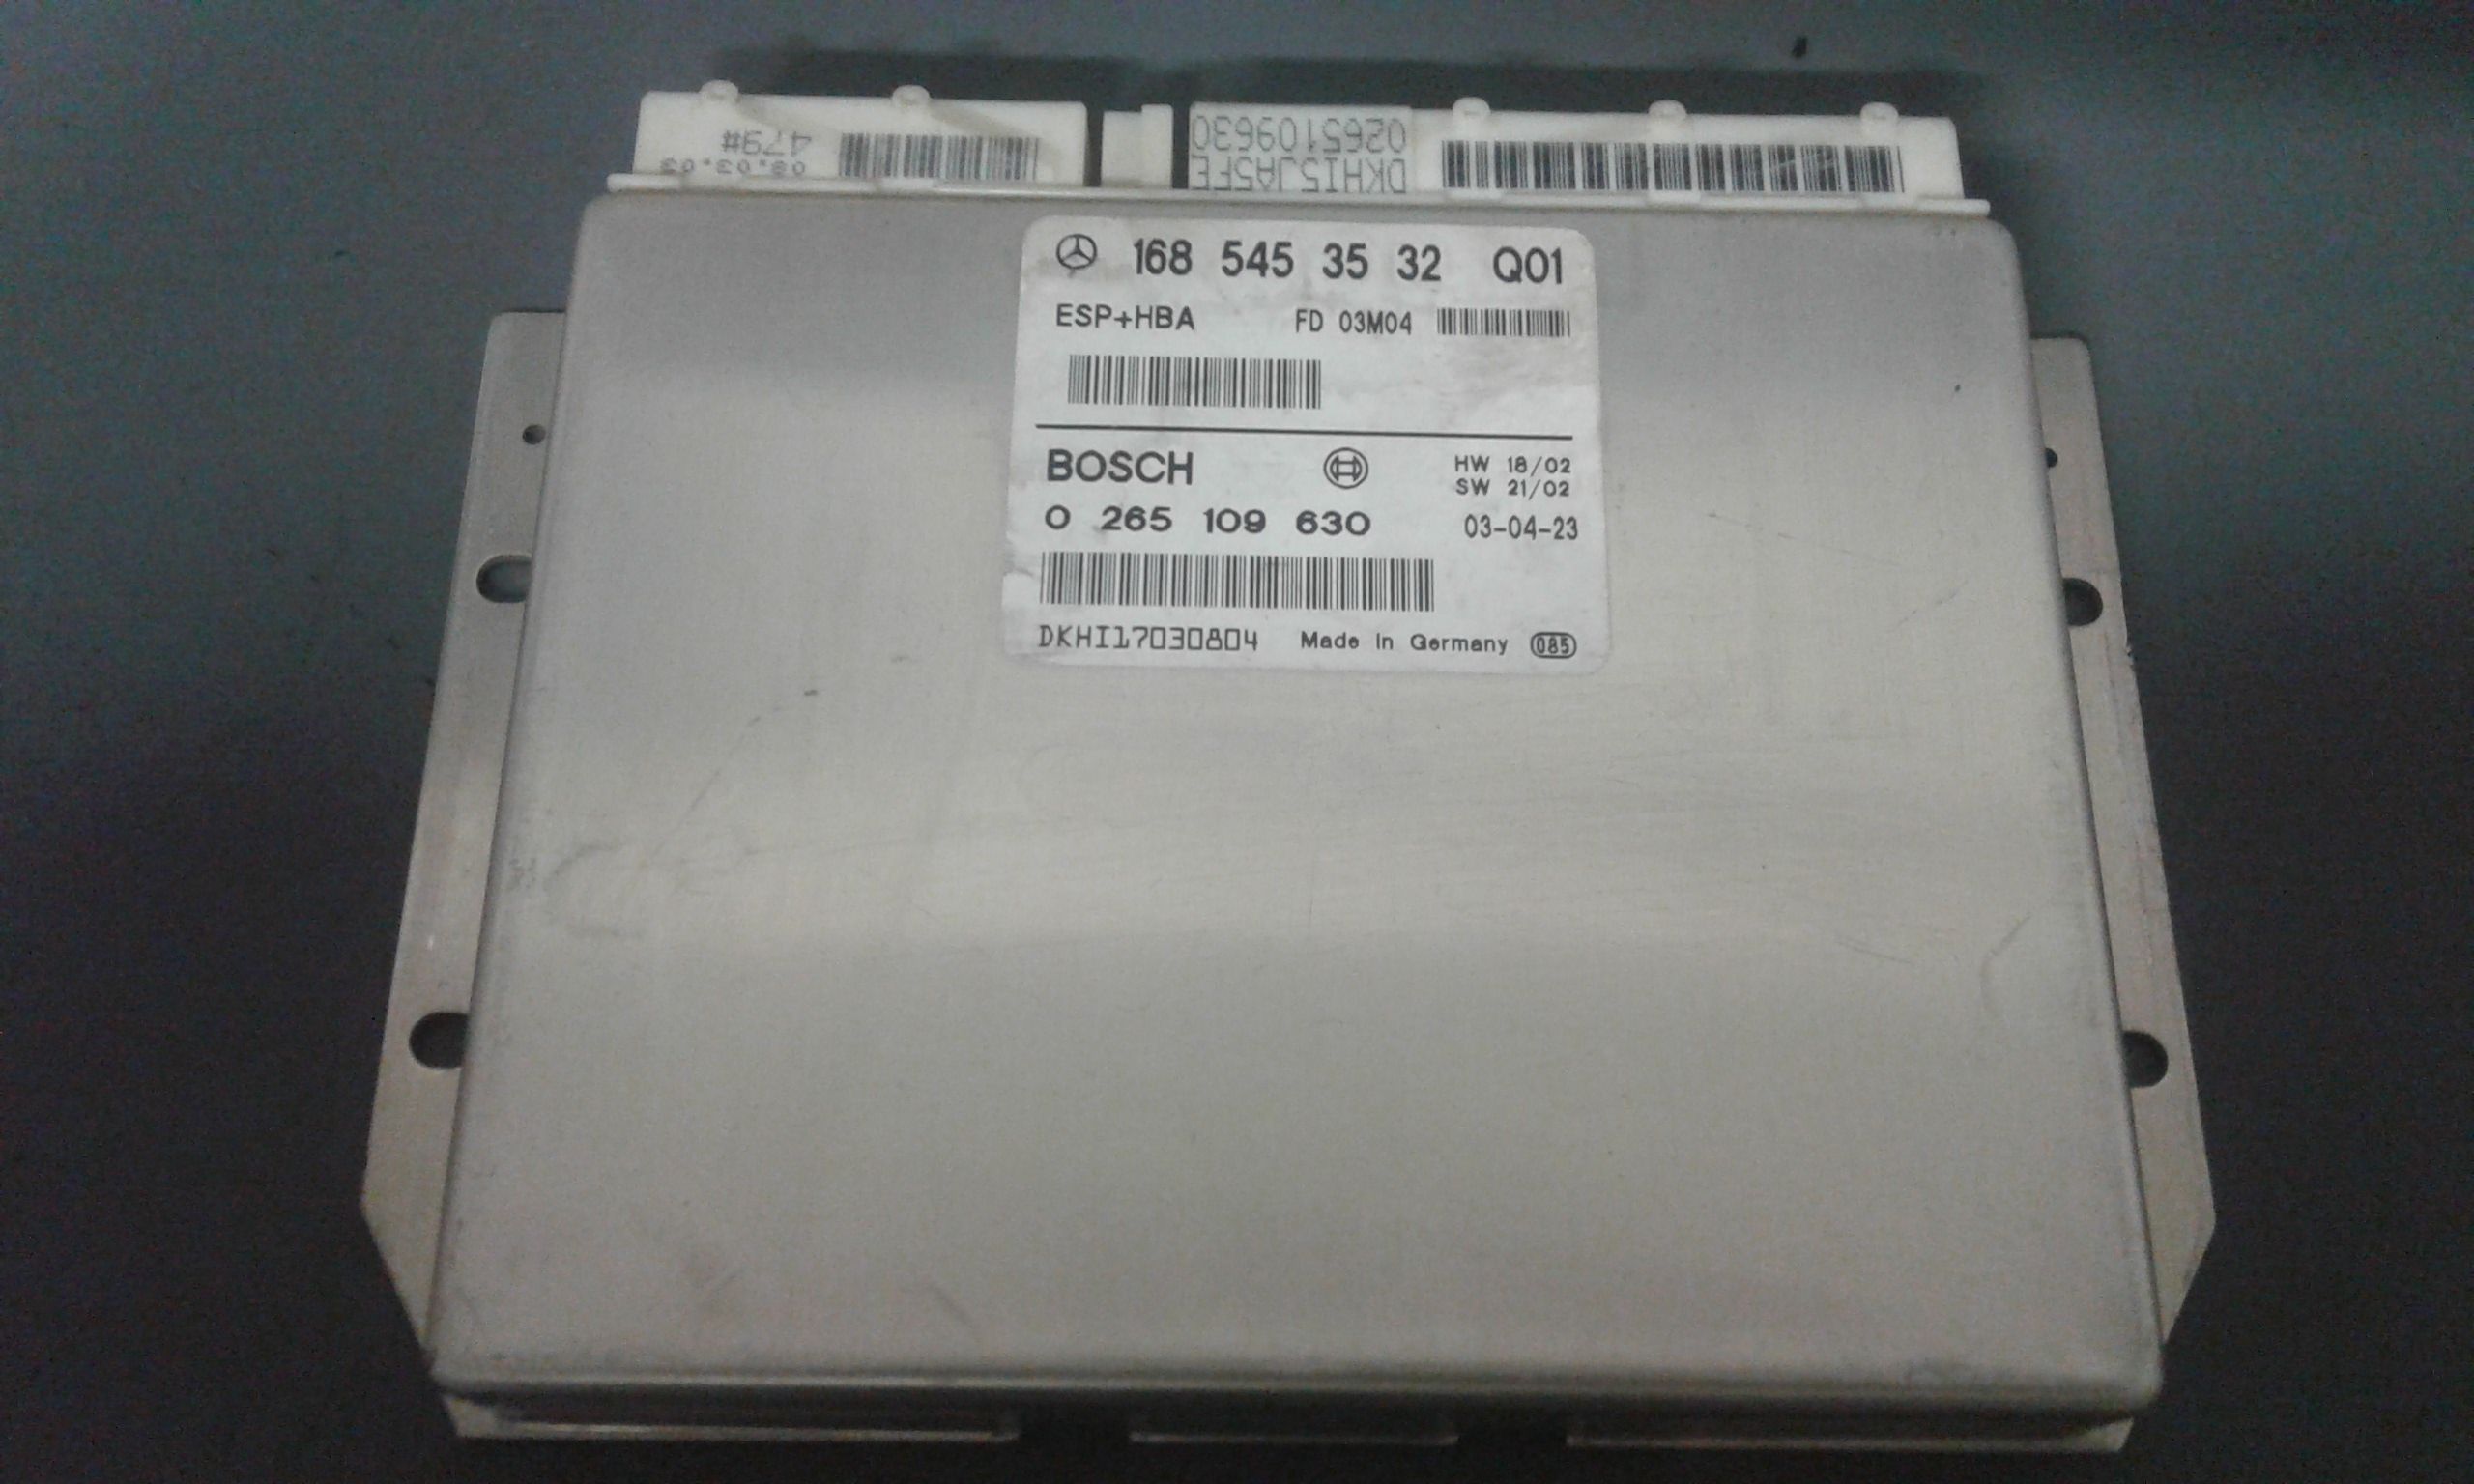 479#
03.03.03
0265109630
DKHI5JA5FE
168 545 35 32 Q01
ESP+HBA FD 03M04
BOSCH HW 18/02
SW 21/02
0 265 109 630 03-04-23
DKHI17030804 Made in Germany 085